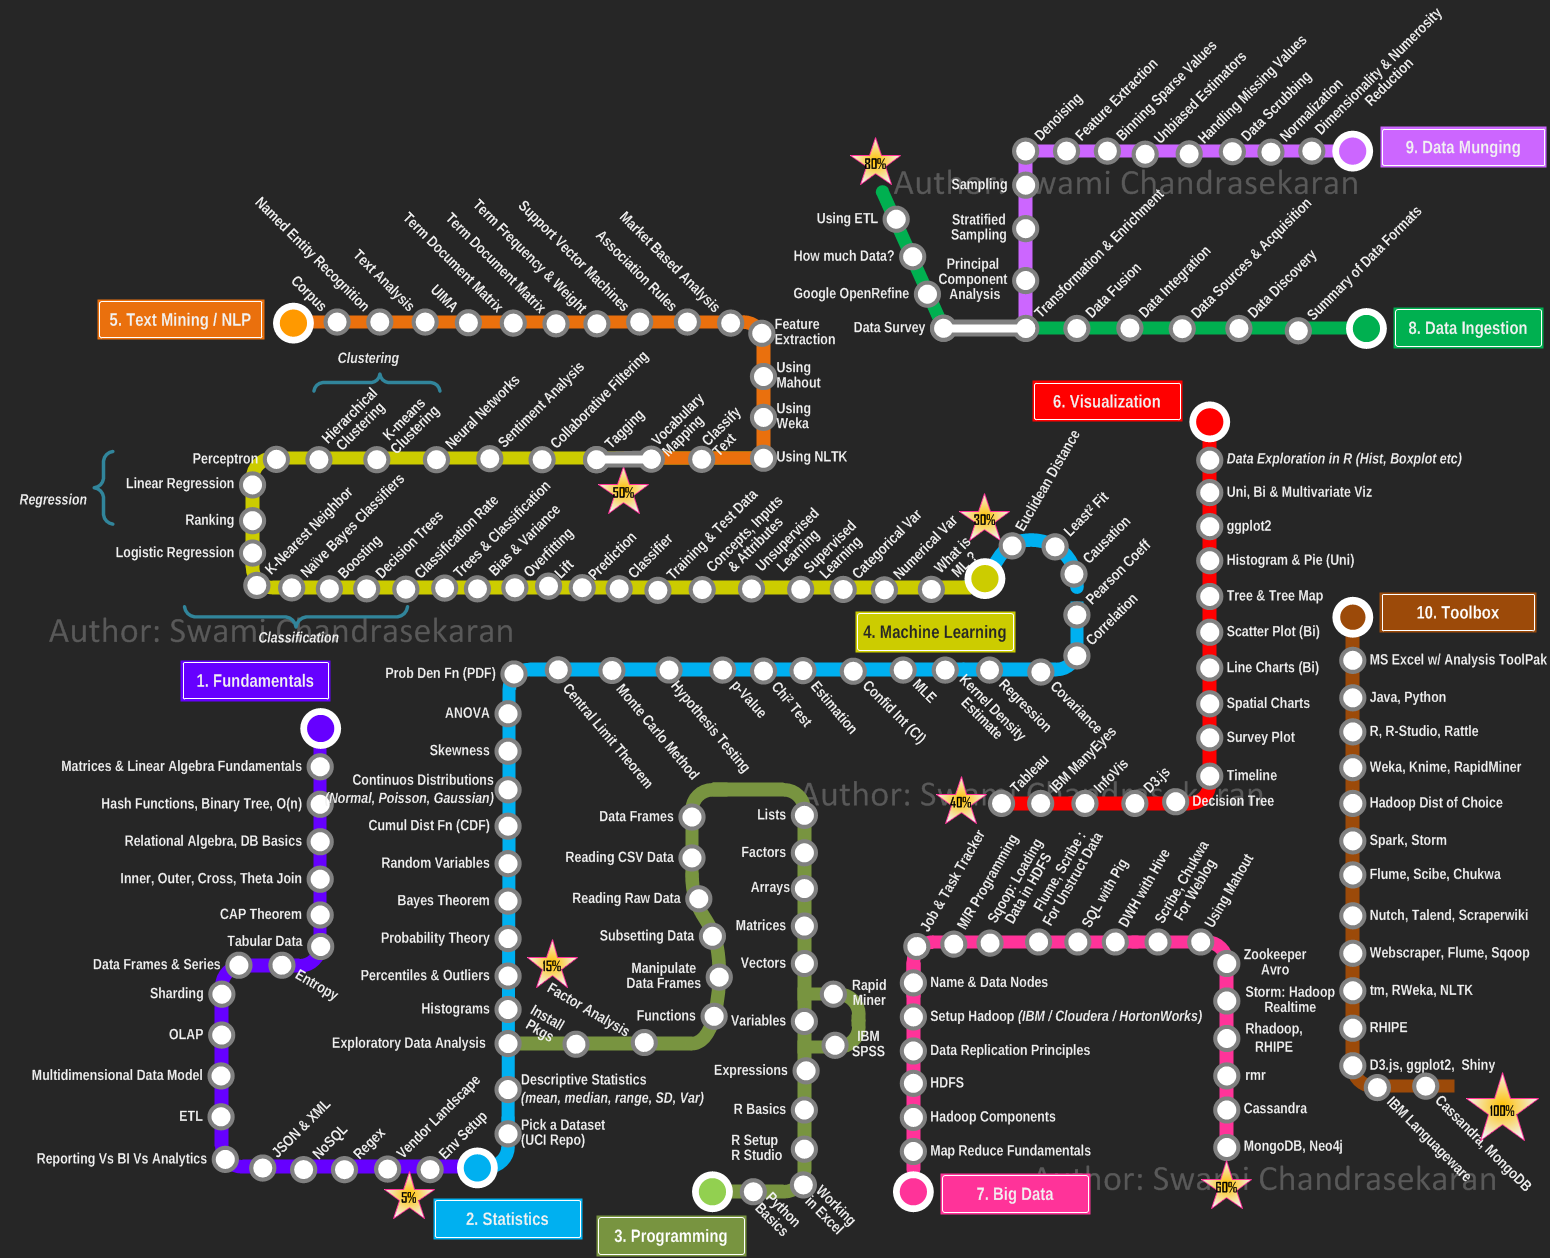 Author: Swami Chandrasekaran
9. Data Munging
Denoising
Feature Extraction
Binning Sparse Values
Unbiased Estimators
Handling Missing Values
Data Scrubbing
Normalization
Dimensionality & Numerosity
Reduction
Sampling
Stratified
Sampling
Principal
Component
Analysis
80%
Using ETL
How much Data?
Google OpenRefine
Data Survey
Transformation & Enrichment
Data Fusion
Data Integration
Data Sources & Acquisition
Data Discovery
Summary of Data Formats
8. Data Ingestion
5. Text Mining / NLP
Corpus
Named Entity Recognition
Text Analysis
UIMA
Term Document Matrix
Term Document Matrix
Term Frequency & Weight
Support Vector Machines
Association Rules
Market Based Analysis
Feature
Extraction
Using
Mahout
Using
Weka
Using NLTK
Classify
Text
Vocabulary
Mapping
Tagging
50%
Clustering
Collaborative Filtering
Sentiment Analysis
Neural Networks
K-means
Clustering
Hierarchical
Clustering
Perceptron
Regression
Linear Regression
Ranking
Logistic Regression
K-Nearest Neighbor
Naive Bayes Classifiers
Boosting
Decision Trees
Classification Rate
Trees & Classification
Bias & Variance
Overfitting
Lift
Prediction
Classifier
Training & Test Data
Concepts, Inputs
& Attributes
Unsupervised
Learning
Supervised
Learning
Categorical Var
Numerical Var
What is
ML?
30%
Classification
Author: Swami Chandrasekaran
4. Machine Learning
Euclidean Distance
Least² Fit
Causation
Pearson Coeff
Correlation
Covariance
Regression
Kernel Density
Estimate
MLE
Confid Int (CI)
Estimation
Chi² Test
p-Value
Hypothesis Testing
Monte Carlo Method
Central Limit Theorem
Prob Den Fn (PDF)
ANOVA
Skewness
Continuos Distributions
(Normal, Poisson, Gaussian)
Cumul Dist Fn (CDF)
Random Variables
Bayes Theorem
Probability Theory
Percentiles & Outliers
Histograms
Exploratory Data Analysis
Descriptive Statistics
(mean, median, range, SD, Var)
Pick a Dataset
(UCI Repo)
2. Statistics
1. Fundamentals
Matrices & Linear Algebra Fundamentals
Hash Functions, Binary Tree, O(n)
Relational Algebra, DB Basics
Inner, Outer, Cross, Theta Join
CAP Theorem
Tabular Data
Entropy
Data Frames & Series
Sharding
OLAP
Multidimensional Data Model
ETL
Reporting Vs BI Vs Analytics
JSON & XML
NoSQL
Regex
Vendor Landscape
Env Setup
5%
15%
Factor Analysis
Install
Pkgs
Data Frames
Reading CSV Data
Reading Raw Data
Subsetting Data
Manipulate
Data Frames
Functions
Lists
Factors
Arrays
Matrices
Vectors
Variables
Rapid
Miner
IBM
SPSS
Expressions
R Basics
R Setup
R Studio
Working
in Excel
Python
Basics
3. Programming
6. Visualization
Data Exploration in R (Hist, Boxplot etc)
Uni, Bi & Multivariate Viz
ggplot2
Histogram & Pie (Uni)
Tree & Tree Map
Scatter Plot (Bi)
Line Charts (Bi)
Spatial Charts
Survey Plot
Timeline
Decision Tree
D3.js
InfoVis
IBM ManyEyes
Tableau
40%
Author: Swami Chandrasekaran
Job & Task Tracker
M/R Programming
Sqoop: Loading
Data in HDFS
Flume, Scribe :
For Unstruct Data
SQL with Pig
DWH with Hive
Scribe, Chukwa
For Weblog
Using Mahout
Zookeeper
Avro
Storm: Hadoop
Realtime
Rhadoop,
RHIPE
rmr
Cassandra
MongoDB, Neo4j
60%
Name & Data Nodes
Setup Hadoop (IBM / Cloudera / HortonWorks)
Data Replication Principles
HDFS
Hadoop Components
Map Reduce Fundamentals
7. Big Data
Author: Swami Chandrasekaran
10. Toolbox
MS Excel w/ Analysis ToolPak
Java, Python
R, R-Studio, Rattle
Weka, Knime, RapidMiner
Hadoop Dist of Choice
Spark, Storm
Flume, Scibe, Chukwa
Nutch, Talend, Scraperwiki
Webscraper, Flume, Sqoop
tm, RWeka, NLTK
RHIPE
D3.js, ggplot2, Shiny
IBM Languageware
Cassandra, MongoDB
100%